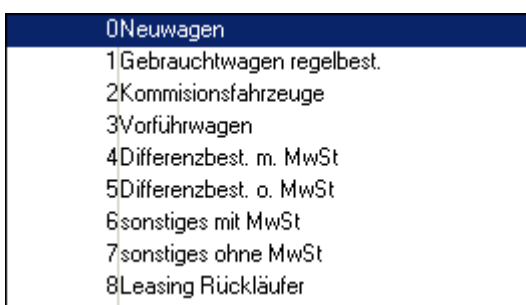 0Neuwagen
1Gebrauchtwagen regelbest.
2Kommisionsfahrzeuge
3Vorführwagen
4Differenzbest. m. MwSt
5Differenzbest. o. MwSt
6sonstiges mit MwSt
7sonstiges ohne MwSt
8Leasing Rückläufer